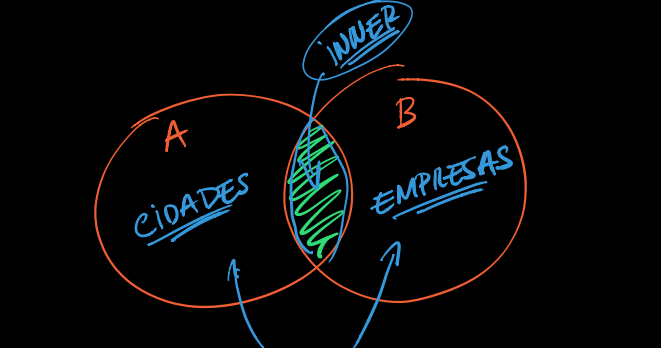 iNNER
A
B
CiDADES
EMPRESAS